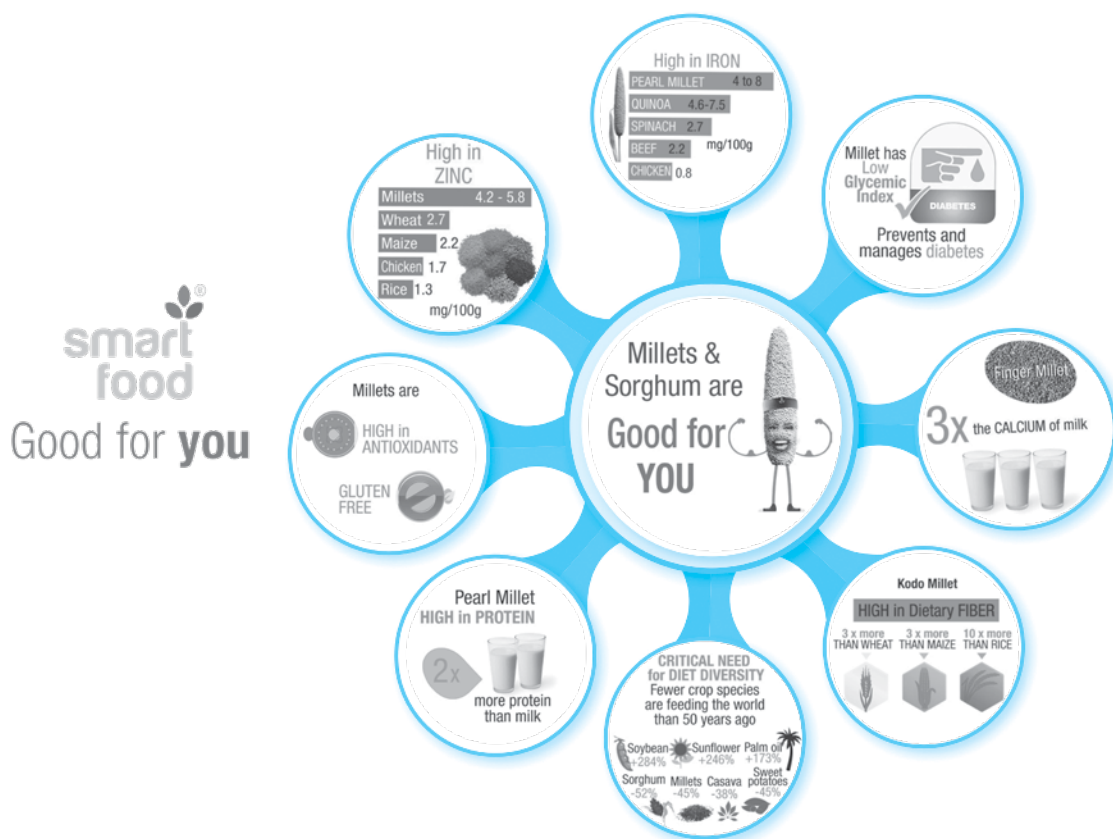 smart
food
®
Good for you
Millets &
Sorghum are
Good for
YOU
High in IRON
PEARL MILLET 4 to 8
QUINOA 4.6-7.5
SPINACH 2.7
BEEF 2.2
CHICKEN 0.8
mg/100g
Millet has
Low
Glycemic
Index
DIABETES
Prevents and
manages diabetes
Finger Millet
3x the CALCIUM of milk
Kodo Millet
HIGH in Dietary FIBER
3 x more
THAN WHEAT
3 x more
THAN MAIZE
10 x more
THAN RICE
CRITICAL NEED
for DIET DIVERSITY
Fewer crop species
are feeding the world
than 50 years ago
Soybean
+284%
Sunflower
+246%
Palm oil
+173%
Sorghum
-52%
Millets
-45%
Casava
-38%
Sweet
potatoes
-45%
Pearl Millet
HIGH in PROTEIN
2x
more protein
than milk
Millets are
HIGH in
ANTIOXIDANTS
GLUTEN
FREE
High in
ZINC
Millets 4.2 - 5.8
Wheat 2.7
Maize 2.2
Chicken 1.7
Rice 1.3
mg/100g